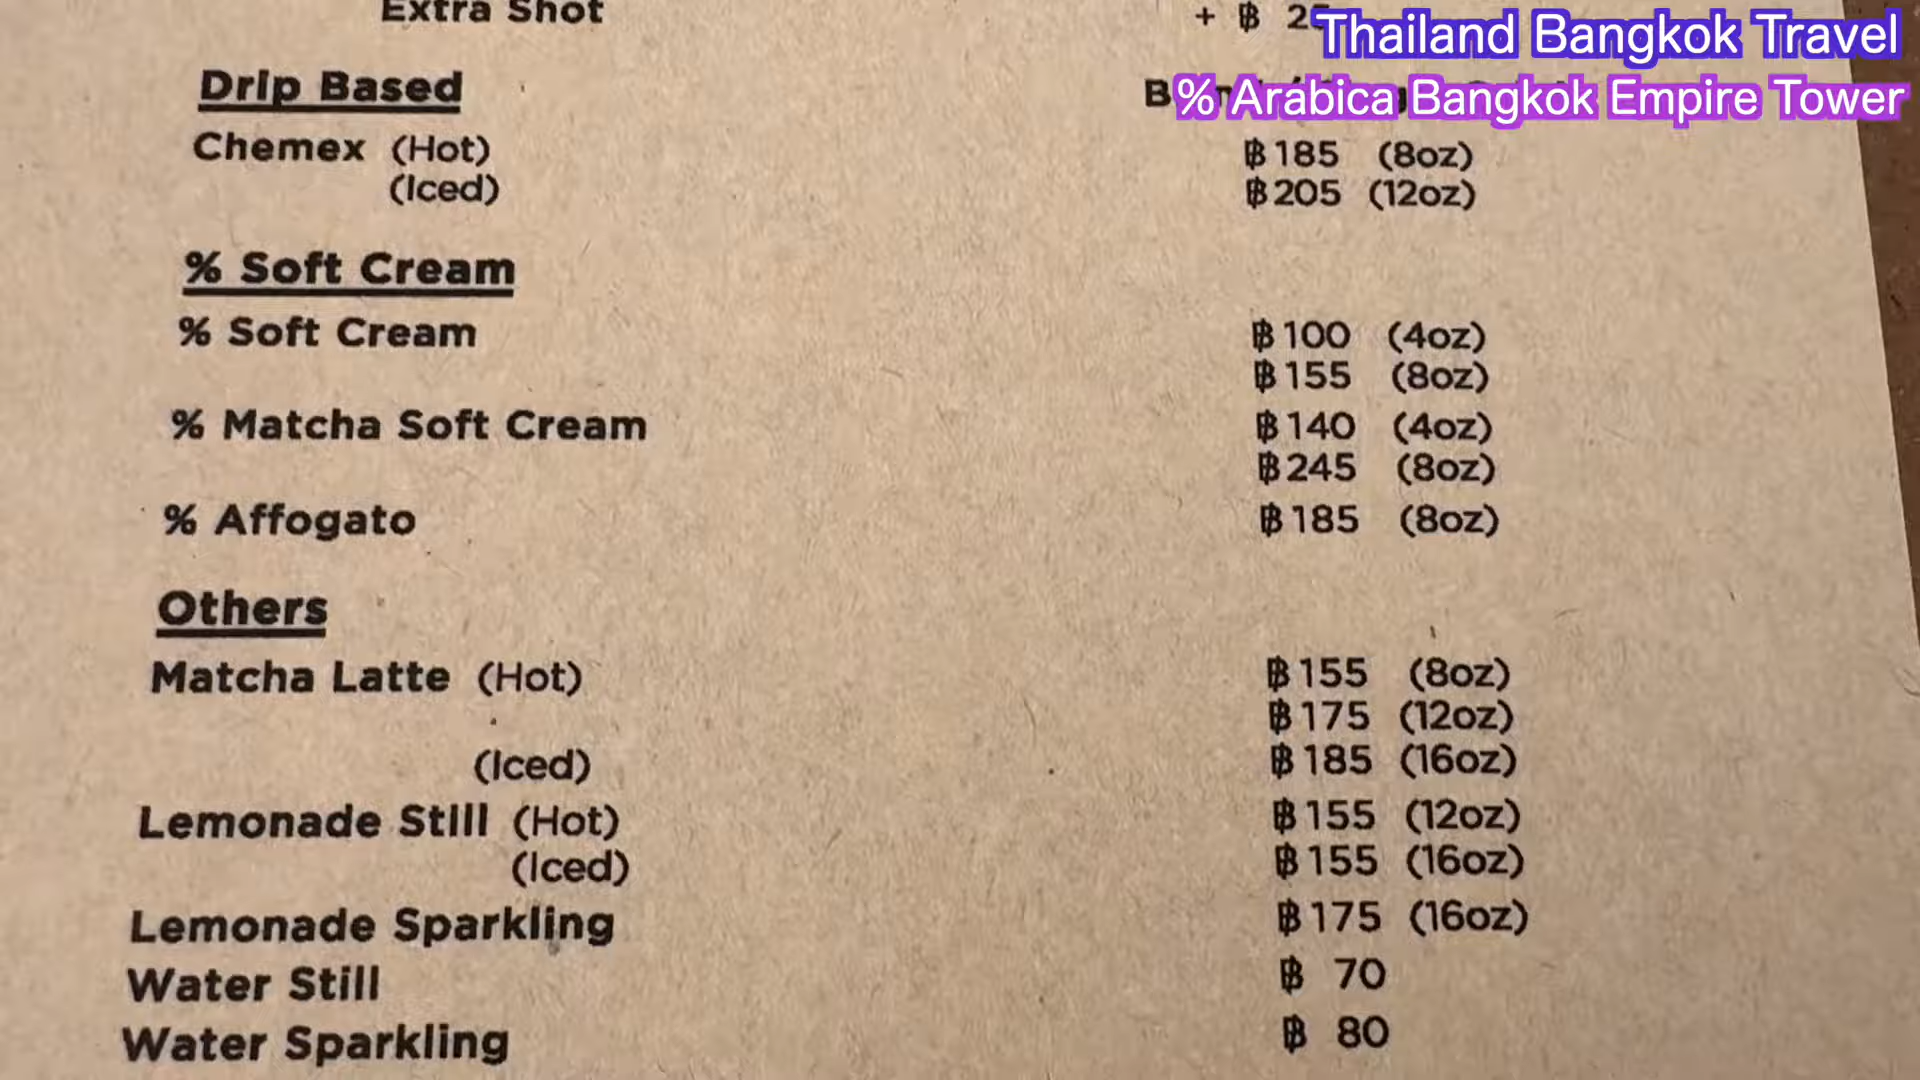 Extra Shot + ฿ 2
Thailand Bangkok Travel
% Arabica Bangkok Empire Tower
Drip Based
Chemex (Hot) ฿185 (8oz)
(Iced) ฿205 (12oz)
% Soft Cream
% Soft Cream ฿100 (4oz)
฿155 (8oz)
% Matcha Soft Cream ฿140 (4oz)
฿245 (8oz)
% Affogato ฿185 (8oz)
Others
Matcha Latte (Hot) ฿155 (8oz)
฿175 (12oz)
(Iced) ฿185 (16oz)
Lemonade Still (Hot) ฿155 (12oz)
(Iced) ฿155 (16oz)
Lemonade Sparkling ฿175 (16oz)
Water Still ฿ 70
Water Sparkling ฿ 80